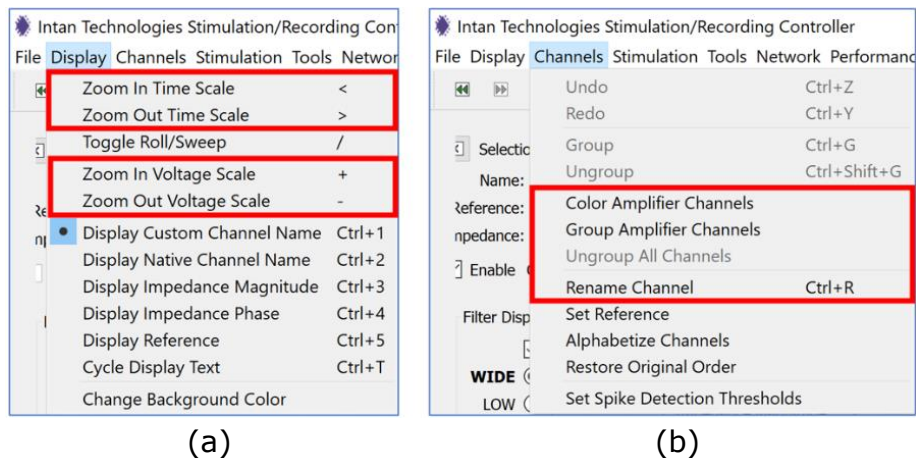 Intan Technologies Stimulation/Recording Con
File Display Channels Stimulation Tools Networ
Zoom In Time Scale <
Zoom Out Time Scale >
Toggle Roll/Sweep /
Zoom In Voltage Scale +
Zoom Out Voltage Scale -
Display Custom Channel Name Ctrl+1
Display Native Channel Name Ctrl+2
Display Impedance Magnitude Ctrl+3
Display Impedance Phase Ctrl+4
Display Reference Ctrl+5
Cycle Display Text Ctrl+T
Change Background Color
(a)
Intan Technologies Stimulation/Recording Controller
File Display Channels Stimulation Tools Network Performanc
Undo Ctrl+Z
Redo Ctrl+Y
Selectio Group Ctrl+G
Name: Ungroup Ctrl+Shift+G
Reference: Color Amplifier Channels
npedance: Group Amplifier Channels
Ungroup All Channels
Enable Rename Channel Ctrl+R
Filter Disp Set Reference
Alphabetize Channels
WIDE Restore Original Order
LOW Set Spike Detection Thresholds
(b)